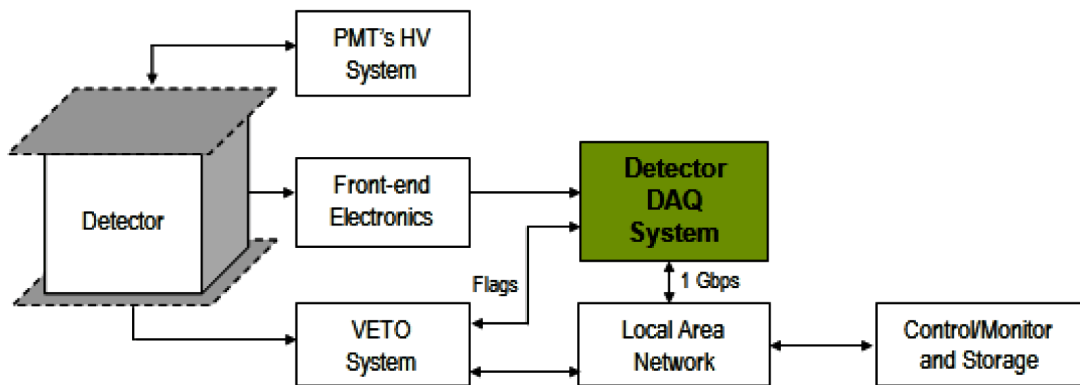 PMT's HV
System
Detector
Front-end
Electronics
Detector
DAQ
System
Flags
1 Gbps
VETO
System
Local Area
Network
Control/Monitor
and Storage